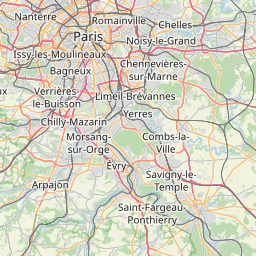 Nanterre
Romainville
Chelles
Paris
Noisy-le-Grand
Issy-les-Moulineaux
Bagneux
Chennevières-
sur-Marne
Verrières-
le-Buisson
Limeil-Brévannes
Yerres
Chilly-Mazarin
Morsang-
sur-Orge
Combs-la-
Ville
Évry
Savigny-le-
Temple
Arpajon
Saint-Fargeau-
Ponthierry